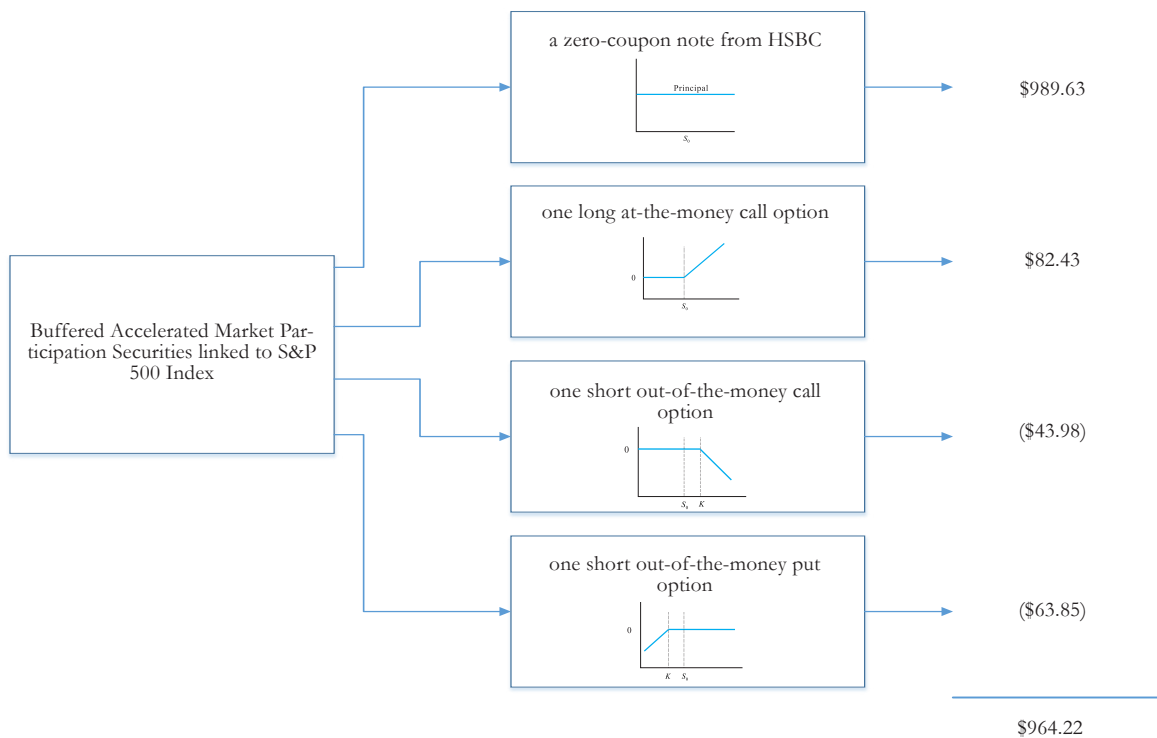 a zero-coupon note from HSBC
Principal
S₀
$989.63
one long at-the-money call option
0
S₀
$82.43
Buffered Accelerated Market Par-
ticipation Securities linked to S&P
500 Index
one short out-of-the-money call
option
0
S₀ K
($43.98)
one short out-of-the-money put
option
0
K S₀
($63.85)
$964.22